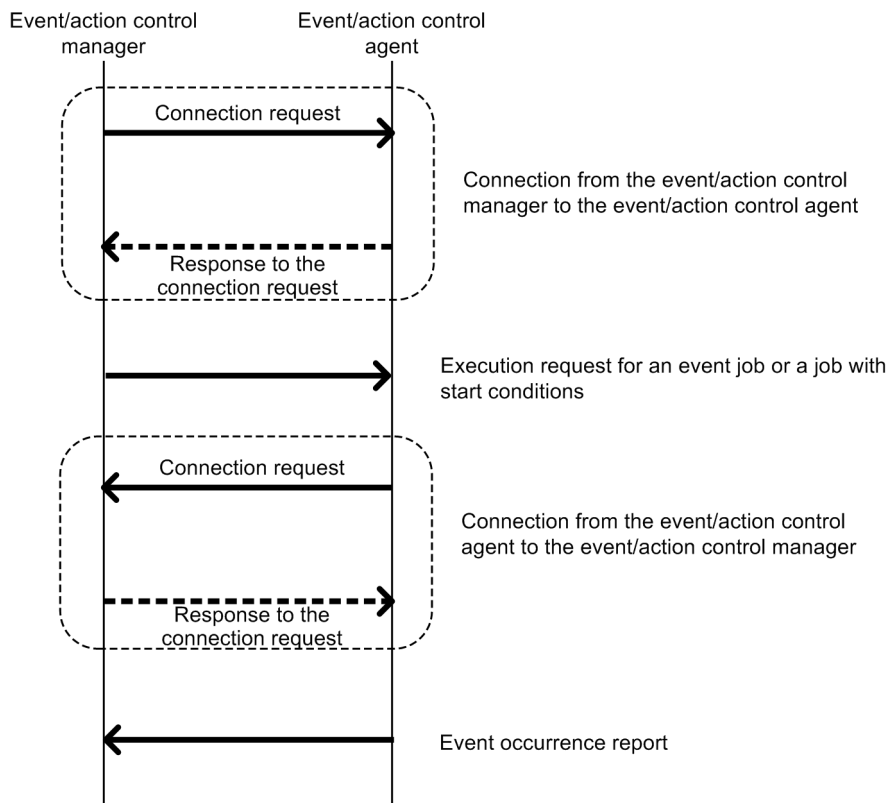 Event/action control
manager
Event/action control
agent
Connection request
Connection from the event/action control
manager to the event/action control agent
Response to the
connection request
Execution request for an event job or a job with
start conditions
Connection request
Connection from the event/action control
agent to the event/action control manager
Response to the
connection request
Event occurrence report